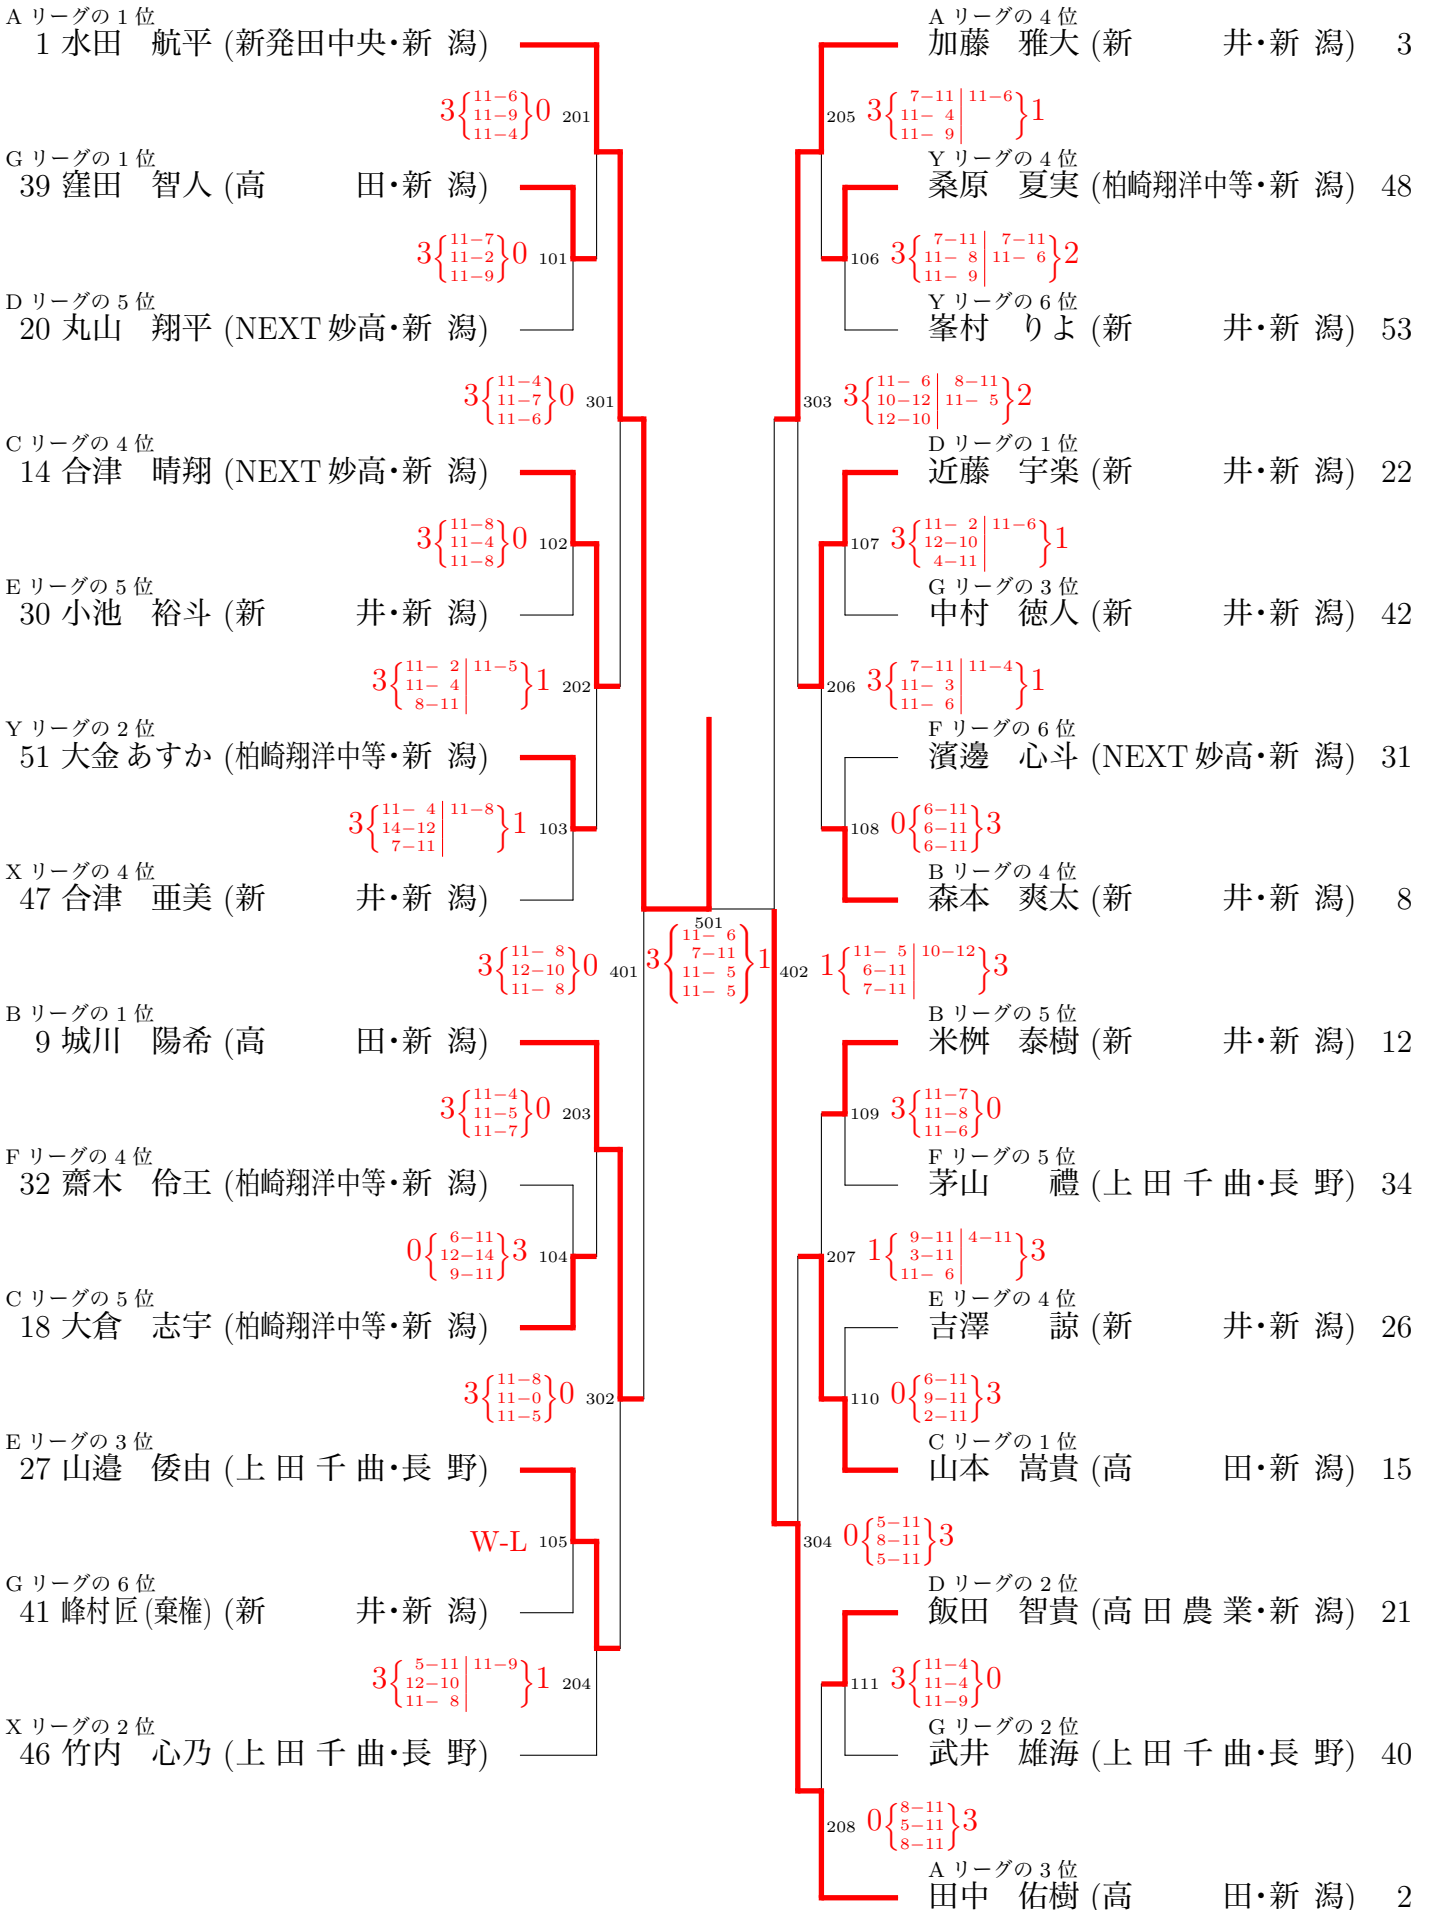 A リーグの 1 位
1 水田 航平 (新発田中央・新 潟)
3{11−6 11−9 11−4}0 201
G リーグの 1 位
39 窪田 智人 (高 田・新 潟)
3{11−7 11−2 11−9}0 101
D リーグの 5 位
20 丸山 翔平 (NEXT妙高・新 潟)
3{11−4 11−7 11−6}0 301
C リーグの 4 位
14 合津 晴翔 (NEXT妙高・新 潟)
3{11−8 11−4 11−8}0 102
E リーグの 5 位
30 小池 裕斗 (新 井・新 潟)
3{11− 2 11− 4 8−11 | 11−5}1 202
Y リーグの 2 位
51 大金 あすか (柏崎翔洋中等・新 潟)
3{11− 4 14−12 7−11 | 11−8}1 103
X リーグの 4 位
47 合津 亜美 (新 井・新 潟)
3{11− 8 12−10 11− 8}0 401
B リーグの 1 位
9 城川 陽希 (高 田・新 潟)
3{11−4 11−5 11−7}0 203
F リーグの 4 位
32 齋木 伶王 (柏崎翔洋中等・新 潟)
0{6−11 12−14 9−11}3 104
C リーグの 5 位
18 大倉 志宇 (柏崎翔洋中等・新 潟)
3{11−8 11−0 11−5}0 302
E リーグの 3 位
27 山邉 倭由 (上 田 千 曲・長 野)
W-L 105
G リーグの 6 位
41 峰村 匠 (棄権) (新 井・新 潟)
3{5−11 12−10 11− 8 | 11−9}1 204
X リーグの 2 位
46 竹内 心乃 (上 田 千 曲・長 野)
501
3{11− 6 7−11 11− 5 11− 5}1
A リーグの 4 位
加藤 雅大 (新 井・新 潟) 3
205 3{7−11 11− 4 11− 9 | 11−6}1
Y リーグの 4 位
桑原 夏実 (柏崎翔洋中等・新 潟) 48
106 3{7−11 11− 8 11− 9 | 7−11 11− 6}2
Y リーグの 6 位
峯村 りよ (新 井・新 潟) 53
303 3{11− 6 10−12 12−10 | 8−11 11− 5}2
D リーグの 1 位
近藤 宇楽 (新 井・新 潟) 22
107 3{11− 2 12−10 4−11 | 11−6}1
G リーグの 3 位
中村 徳人 (新 井・新 潟) 42
206 3{7−11 11− 3 11− 6 | 11−4}1
F リーグの 6 位
濱邊 心斗 (NEXT妙高・新 潟) 31
108 0{6−11 6−11 6−11}3
B リーグの 4 位
森本 爽太 (新 井・新 潟) 8
402 1{11− 5 6−11 7−11 | 10−12}3
B リーグの 5 位
米桝 泰樹 (新 井・新 潟) 12
109 3{11−7 11−8 11−6}0
F リーグの 5 位
茅山 禮 (上 田 千 曲・長 野) 34
207 1{9−11 3−11 11− 6 | 4−11}3
E リーグの 4 位
吉澤 諒 (新 井・新 潟) 26
110 0{6−11 9−11 2−11}3
C リーグの 1 位
山本 嵩貴 (高 田・新 潟) 15
304 0{5−11 8−11 5−11}3
D リーグの 2 位
飯田 智貴 (高 田 農 業・新 潟) 21
111 3{11−4 11−4 11−9}0
G リーグの 2 位
武井 雄海 (上 田 千 曲・長 野) 40
208 0{8−11 5−11 8−11}3
A リーグの 3 位
田中 佑樹 (高 田・新 潟) 2